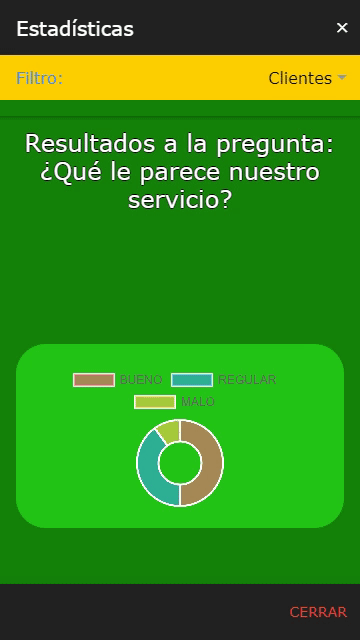 Estadísticas ×
Filtro: Clientes
Resultados a la pregunta:
¿Qué le parece nuestro
servicio?
BUENO REGULAR
MALO
CERRAR